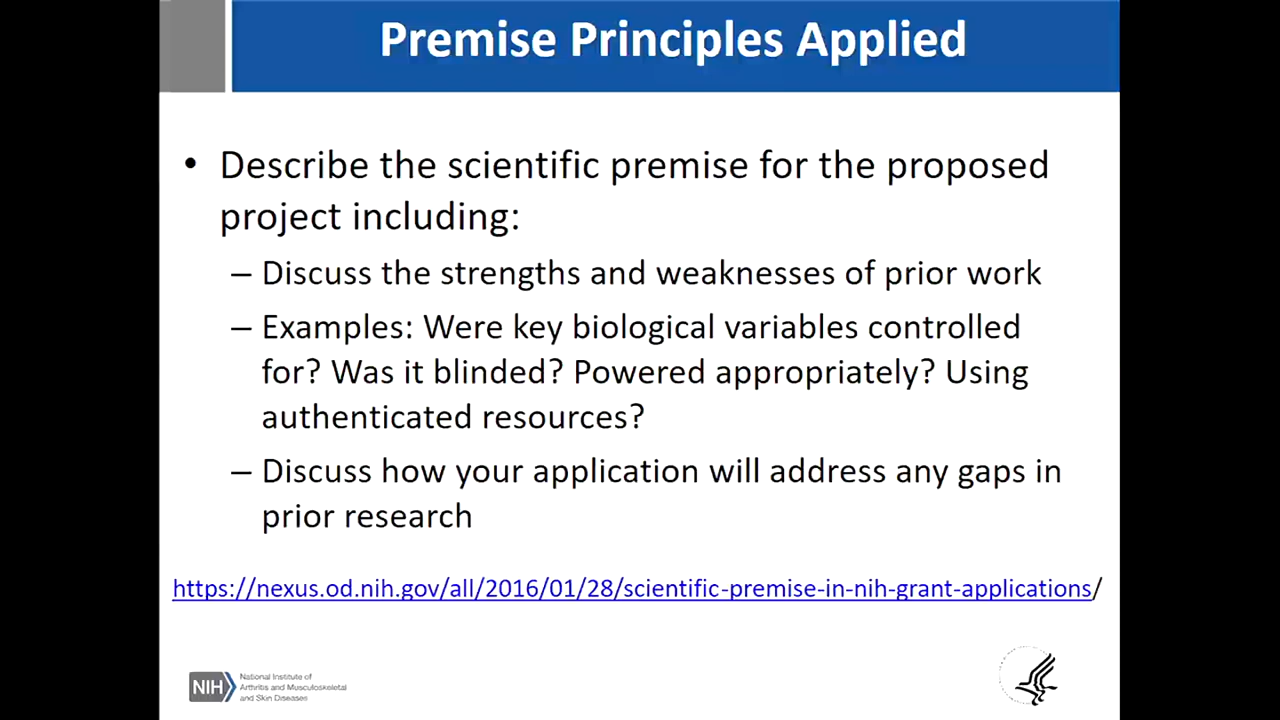 Premise Principles Applied
• Describe the scientific premise for the proposed
project including:
– Discuss the strengths and weaknesses of prior work
– Examples: Were key biological variables controlled
for? Was it blinded? Powered appropriately? Using
authenticated resources?
– Discuss how your application will address any gaps in
prior research
https://nexus.od.nih.gov/all/2016/01/28/scientific-premise-in-nih-grant-applications/
NIH
National Institute of
Arthritis and Musculoskeletal
and Skin Diseases